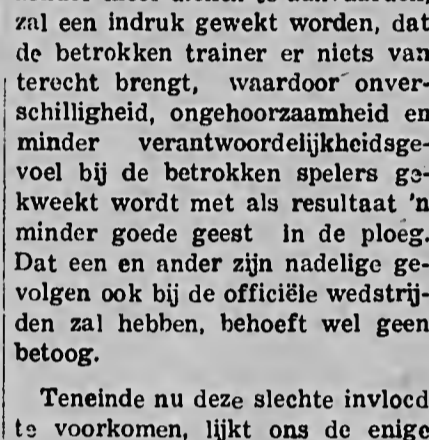 zal een indruk gewekt worden, dat
de betrokken trainer er niets van
terecht brengt, waardoor onver-
schilligheid, ongehoorzaamheid en
minder verantwoordelijkheidsge-
voel bij de betrokken spelers ge-
kweekt wordt met als resultaat 'n
minder goede geest in de ploeg.
Dat een en ander zijn nadelige ge-
volgen ook bij de officiële wedstrij-
den zal hebben, behoeft wel geen
betoog.
Teneinde nu deze slechte invloed
te voorkomen, lijkt ons de enige